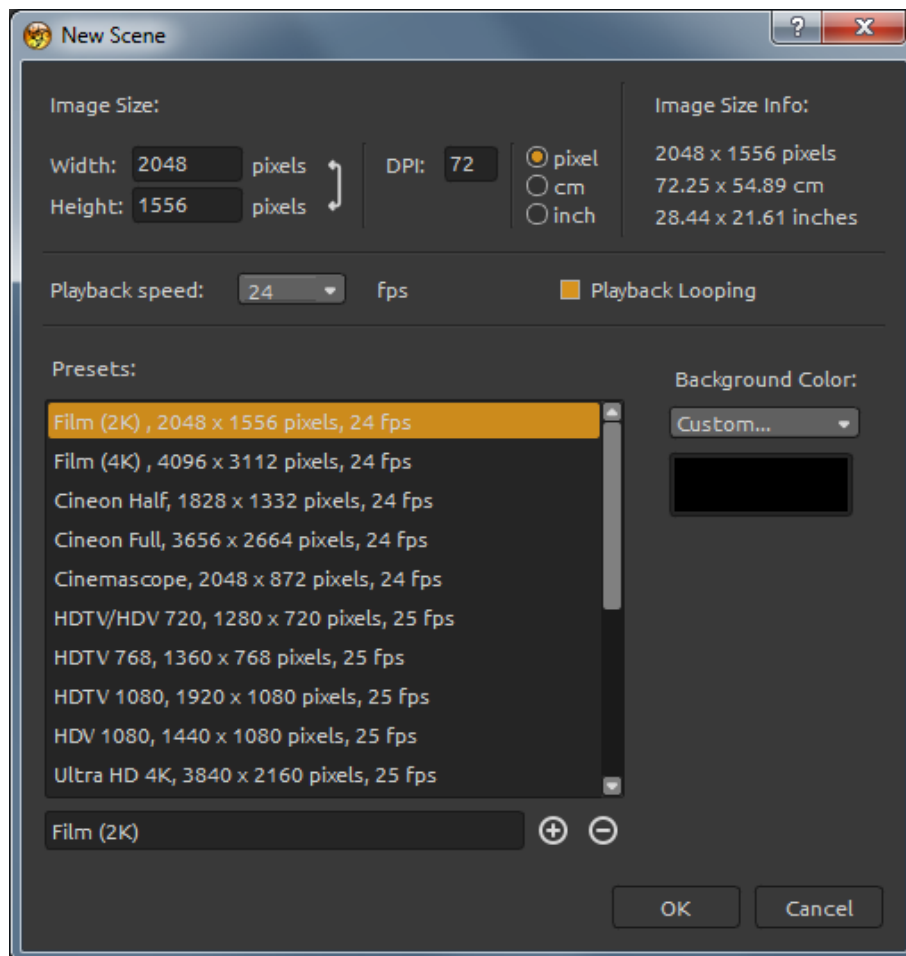 New Scene
Image Size:
Width: 2048 pixels
Height: 1556 pixels
DPI: 72
pixel
cm
inch
Image Size Info:
2048 x 1556 pixels
72.25 x 54.89 cm
28.44 x 21.61 inches
Playback speed: 24 fps
Playback Looping
Presets:
Film (2K) , 2048 x 1556 pixels, 24 fps
Film (4K) , 4096 x 3112 pixels, 24 fps
Cineon Half, 1828 x 1332 pixels, 24 fps
Cineon Full, 3656 x 2664 pixels, 24 fps
Cinemascope, 2048 x 872 pixels, 24 fps
HDTV/HDV 720, 1280 x 720 pixels, 25 fps
HDTV 768, 1360 x 768 pixels, 25 fps
HDTV 1080, 1920 x 1080 pixels, 25 fps
HDV 1080, 1440 x 1080 pixels, 25 fps
Ultra HD 4K, 3840 x 2160 pixels, 25 fps
Film (2K)
Background Color:
Custom...
OK
Cancel